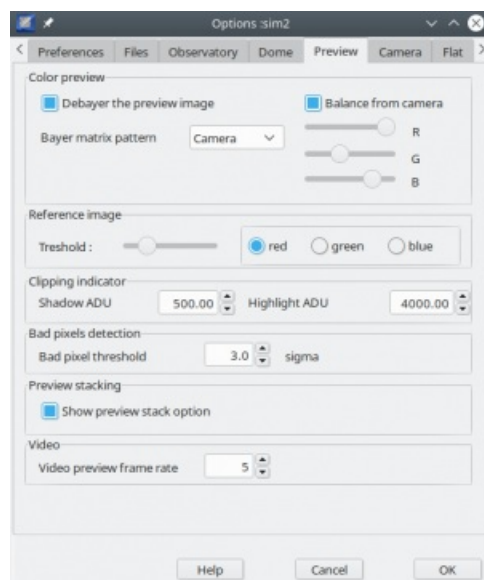 Options :sim2
Preferences Files Observatory Dome Preview Camera Flat
Color preview
Debayer the preview image Balance from camera
Bayer matrix pattern Camera R
G
B
Reference image
Treshold : red green blue
Clipping indicator
Shadow ADU 500.00 Highlight ADU 4000.00
Bad pixels detection
Bad pixel threshold 3.0 sigma
Preview stacking
Show preview stack option
Video
Video preview frame rate 5
Help Cancel OK